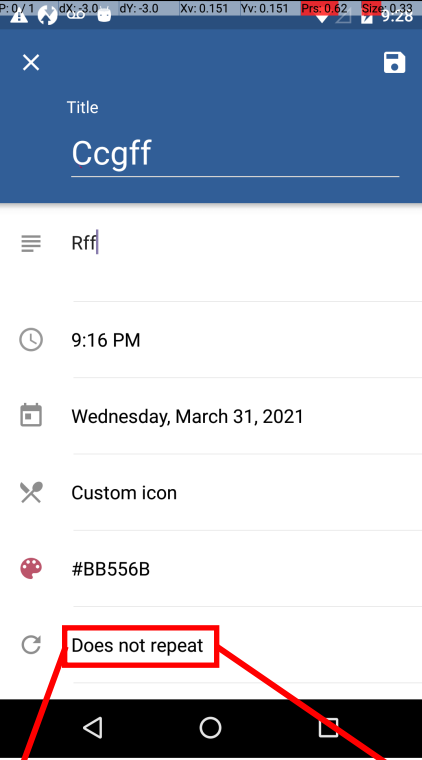 P: 0 / 1 dX: -3.0 dY: -3.0 Xv: 0.151 Yv: 0.151 Prs: 0.62 Size: 0.33
9:28
Title
Ccgff
Rff
9:16 PM
Wednesday, March 31, 2021
Custom icon
#BB556B
Does not repeat